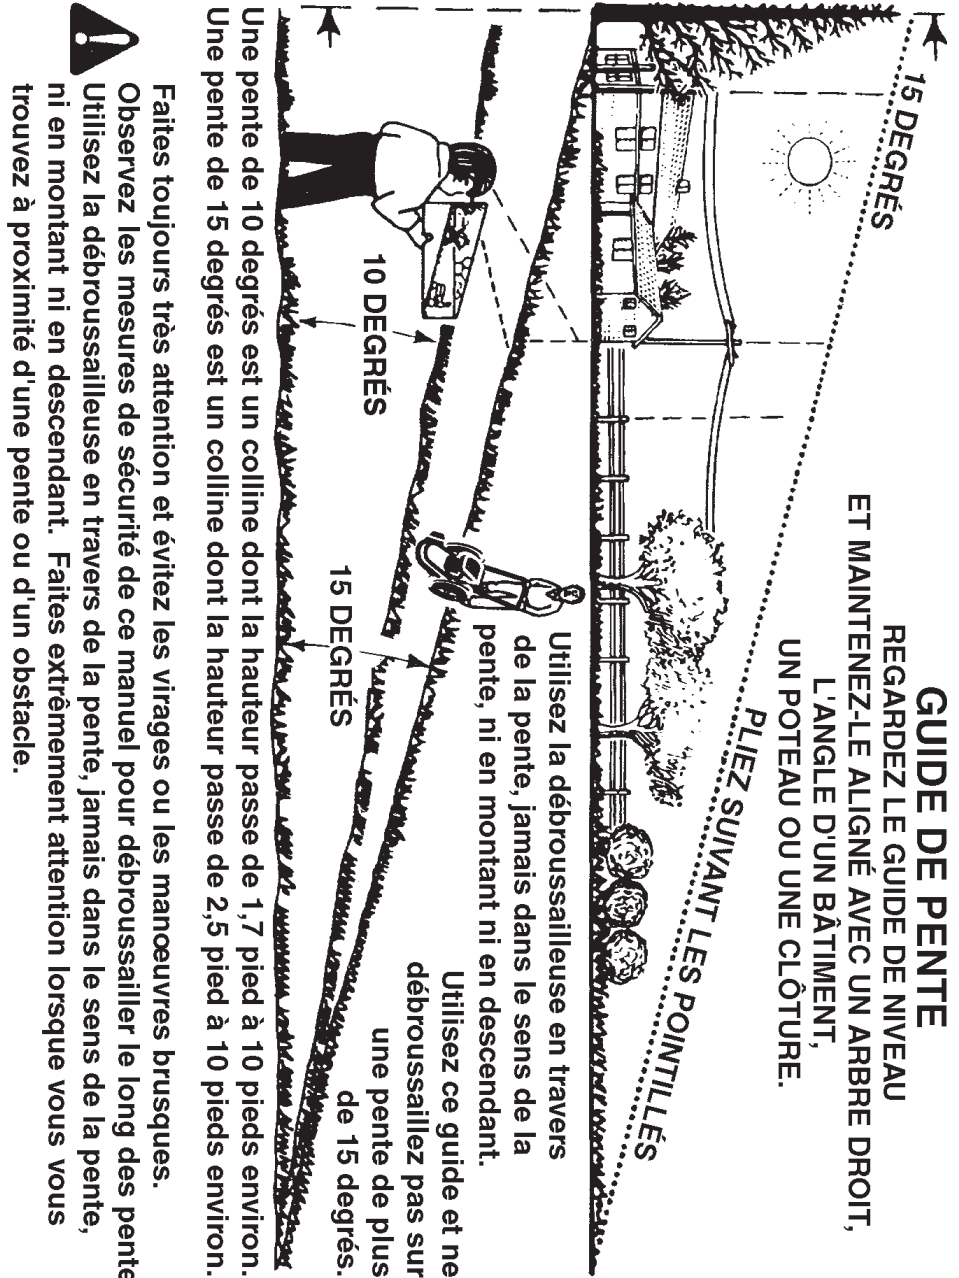 GUIDE DE PENTE
REGARDEZ LE GUIDE DE NIVEAU
ET MAINTENEZ-LE ALIGNÉ AVEC UN ARBRE DROIT,
L'ANGLE D'UN BÂTIMENT,
UN POTEAU OU UNE CLÔTURE.
15 DEGRÉS
PLIEZ SUIVANT LES POINTILLÉS
Utilisez la débroussailleuse en travers
de la pente, jamais dans le sens de la
pente, ni en montant ni en descendant.
Utilisez ce guide et ne
débroussaillez pas sur
une pente de plus
de 15 degrés.
10 DEGRÉS
15 DEGRÉS
Une pente de 10 degrés est un colline dont la hauteur passe de 1,7 pied à 10 pieds environ.
Une pente de 15 degrés est un colline dont la hauteur passe de 2,5 pied à 10 pieds environ.
Faites toujours très attention et évitez les virages ou les manœuvres brusques.
Observez les mesures de sécurité de ce manuel pour débroussailler le long des pente
Utilisez la débroussailleuse en travers de la pente, jamais dans le sens de la pente,
ni en montant ni en descendant. Faites extrêmement attention lorsque vous vous
trouvez à proximité d'une pente ou d'un obstacle.